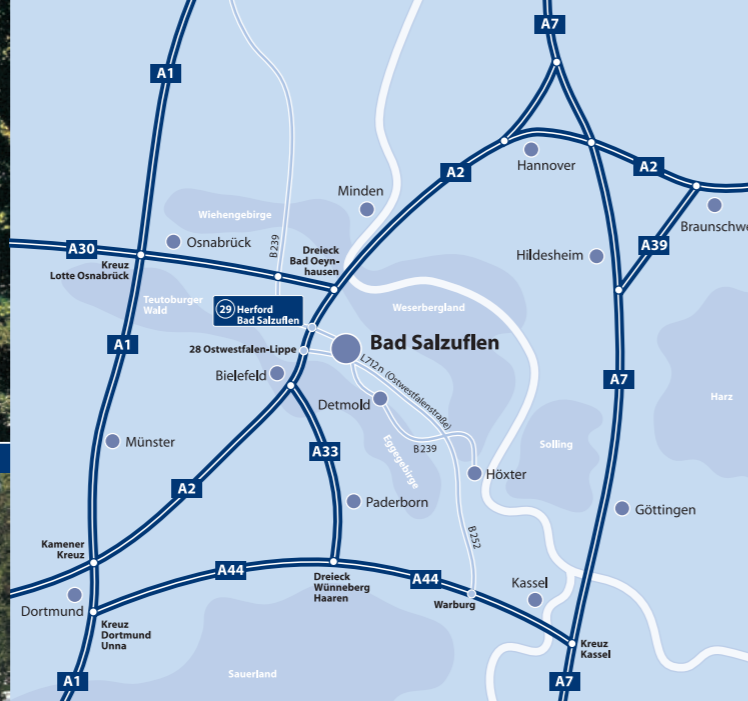 A7
A1
A2
Hannover
A2
Minden
Wiehengebirge
Braunschwe
Osnabrück
B239
A30
Dreieck
Bad Oeyn-
hausen
A39
Hildesheim
Kreuz
Lotte Osnabrück
Teutoburger
Wald
Weserbergland
29 Herford
Bad Salzuflen
A1
28 Ostwestfalen-Lippe
Bad Salzuflen
L712n (Ostwestfalenstraße)
Bielefeld
A7
Harz
Detmold
Münster
A33
Eggegebirge
B239
Solling
Höxter
A2
Paderborn
Göttingen
B252
Kamener
Kreuz
A44
Dreieck
Wünneberg
Haaren
A44
Kassel
Dortmund
Warburg
Kreuz
Dortmund
Unna
Kreuz
Kassel
Sauerland
A1
A7